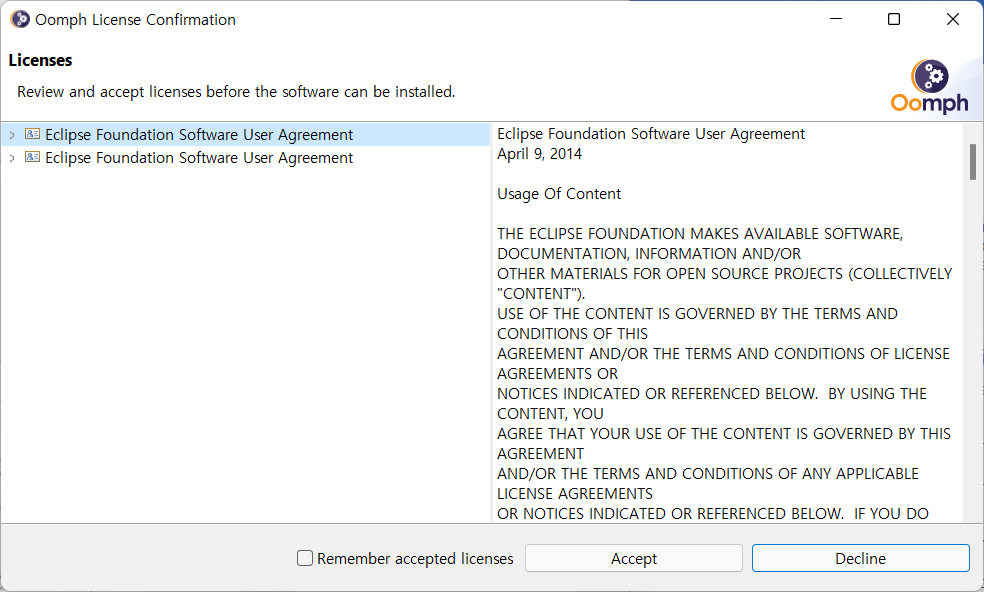 Oomph License Confirmation
Licenses
Review and accept licenses before the software can be installed.
Oomph
Eclipse Foundation Software User Agreement
Eclipse Foundation Software User Agreement
Eclipse Foundation Software User Agreement
April 9, 2014
Usage Of Content
THE ECLIPSE FOUNDATION MAKES AVAILABLE SOFTWARE,
DOCUMENTATION, INFORMATION AND/OR
OTHER MATERIALS FOR OPEN SOURCE PROJECTS (COLLECTIVELY
"CONTENT").
USE OF THE CONTENT IS GOVERNED BY THE TERMS AND
CONDITIONS OF THIS
AGREEMENT AND/OR THE TERMS AND CONDITIONS OF LICENSE
AGREEMENTS OR
NOTICES INDICATED OR REFERENCED BELOW.  BY USING THE
CONTENT, YOU
AGREE THAT YOUR USE OF THE CONTENT IS GOVERNED BY THIS
AGREEMENT
AND/OR THE TERMS AND CONDITIONS OF ANY APPLICABLE
LICENSE AGREEMENTS
OR NOTICES INDICATED OR REFERENCED BELOW.  IF YOU DO
Remember accepted licenses
Accept
Decline